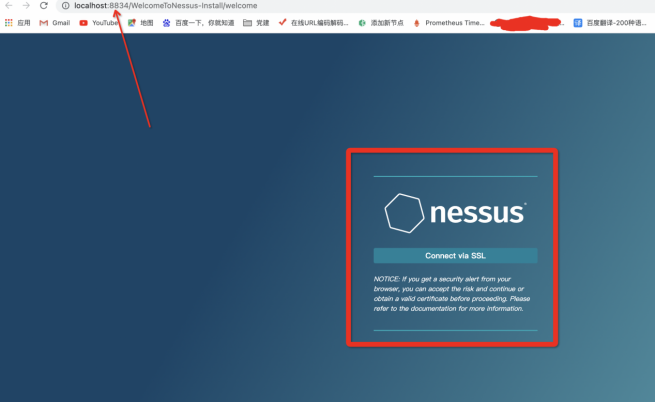 localhost:8834/WelcomeToNessus-Install/welcome
应用 Gmail YouTube 地图 百度一下，你就知道 党建 在线URL编码解码... 添加新节点 Prometheus Time... 百度翻译-200种语...
nessus
Connect via SSL
NOTICE: If you get a security alert from your
browser, you can accept the risk and continue or
obtain a valid certificate before proceeding. Please
refer to the documentation for more information.